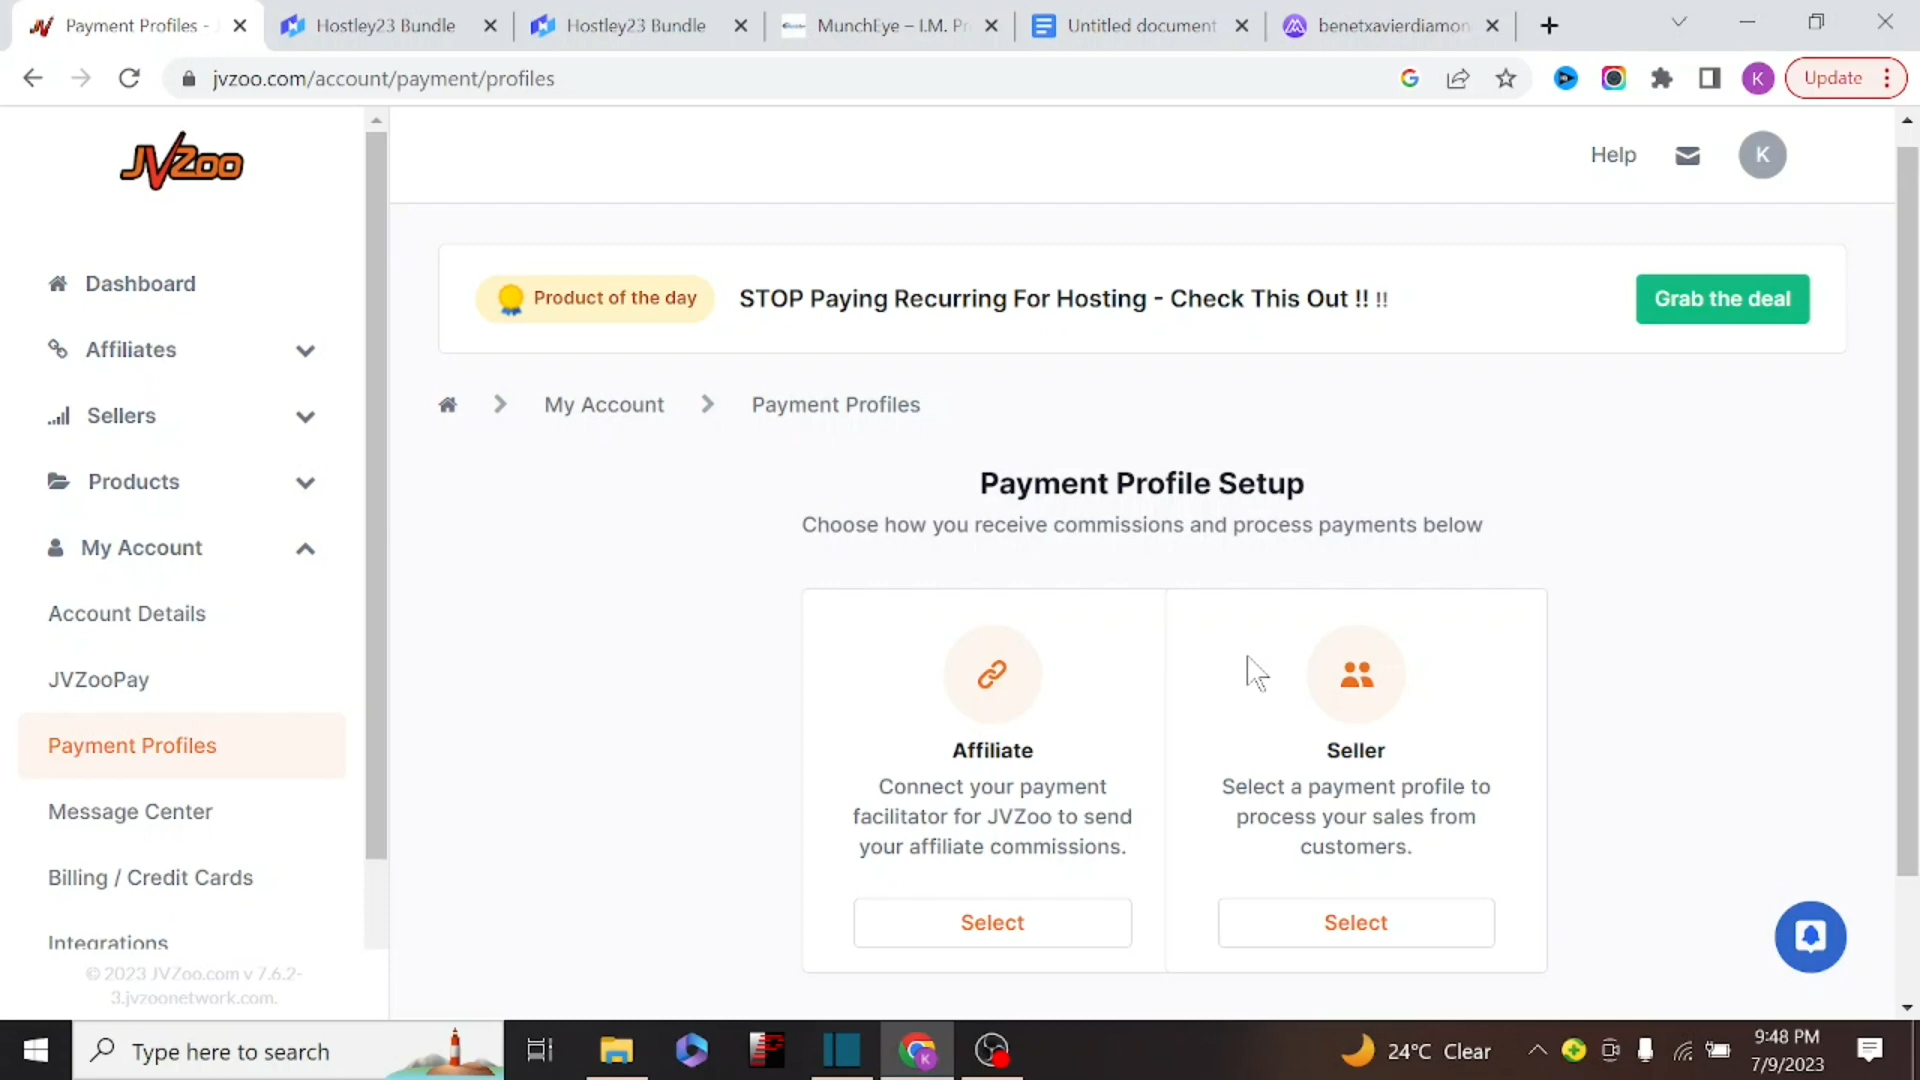 Payment Profiles -
Hostley23 Bundle
Hostley23 Bundle
MunchEye – I.M. Pr
Untitled document
benetxavierdiamon
jvzoo.com/account/payment/profiles
K
Update
JVZoo
Help
K
Dashboard
Affiliates
Sellers
Products
My Account
Account Details
JVZooPay
Payment Profiles
Message Center
Billing / Credit Cards
Integrations
© 2023 JVZoo.com v 7.6.2-
3.jvzoonetwork.com.
Product of the day
STOP Paying Recurring For Hosting - Check This Out !! !!
Grab the deal
My Account
Payment Profiles
Payment Profile Setup
Choose how you receive commissions and process payments below
Affiliate
Connect your payment
facilitator for JVZoo to send
your affiliate commissions.
Select
Seller
Select a payment profile to
process your sales from
customers.
Select
Type here to search
K
24°C Clear
9:48 PM
7/9/2023